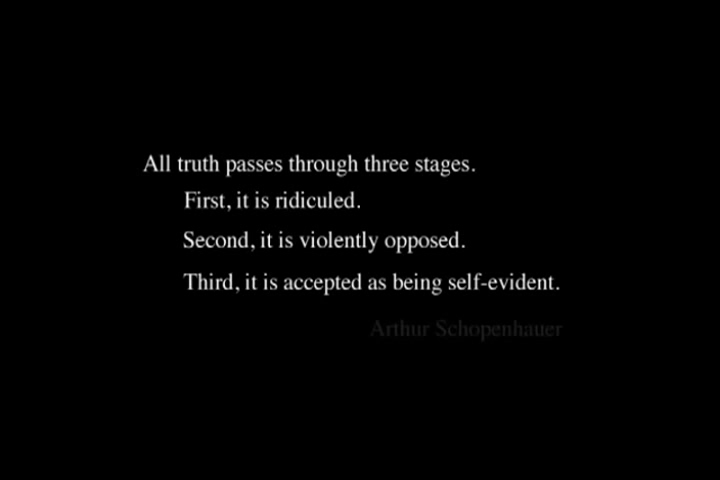 All truth passes through three stages.
First, it is ridiculed.
Second, it is violently opposed.
Third, it is accepted as being self-evident.
Arthur Schopenhauer